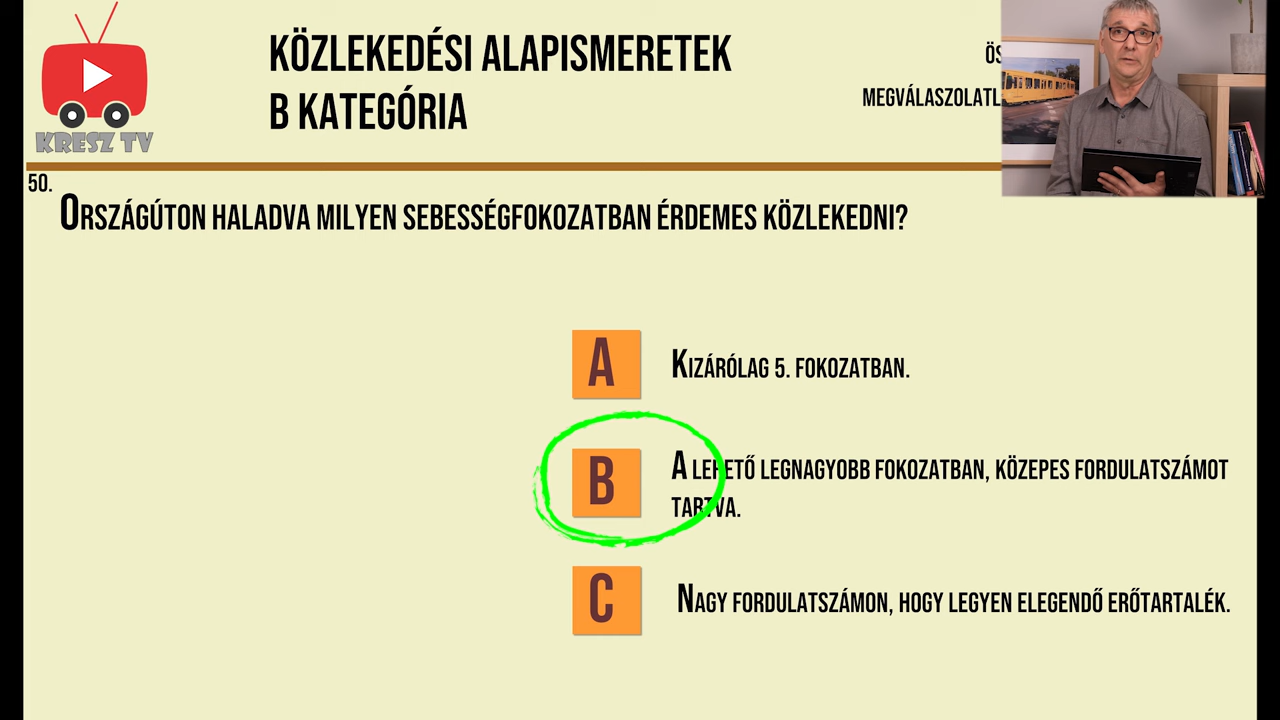 KRESZ TV
KÖZLEKEDÉSI ALAPISMERETEK
B KATEGÓRIA
50.
ORSZÁGÚTON HALADVA MILYEN SEBESSÉGFOKOZATBAN ÉRDEMES KÖZLEKEDNI?
A
KIZÁRÓLAG 5. FOKOZATBAN.
B
A LEHETŐ LEGNAGYOBB FOKOZATBAN, KÖZEPES FORDULATSZÁMOT
TARTVA.
C
NAGY FORDULATSZÁMON, HOGY LEGYEN ELEGENDŐ ERŐTARTALÉK.